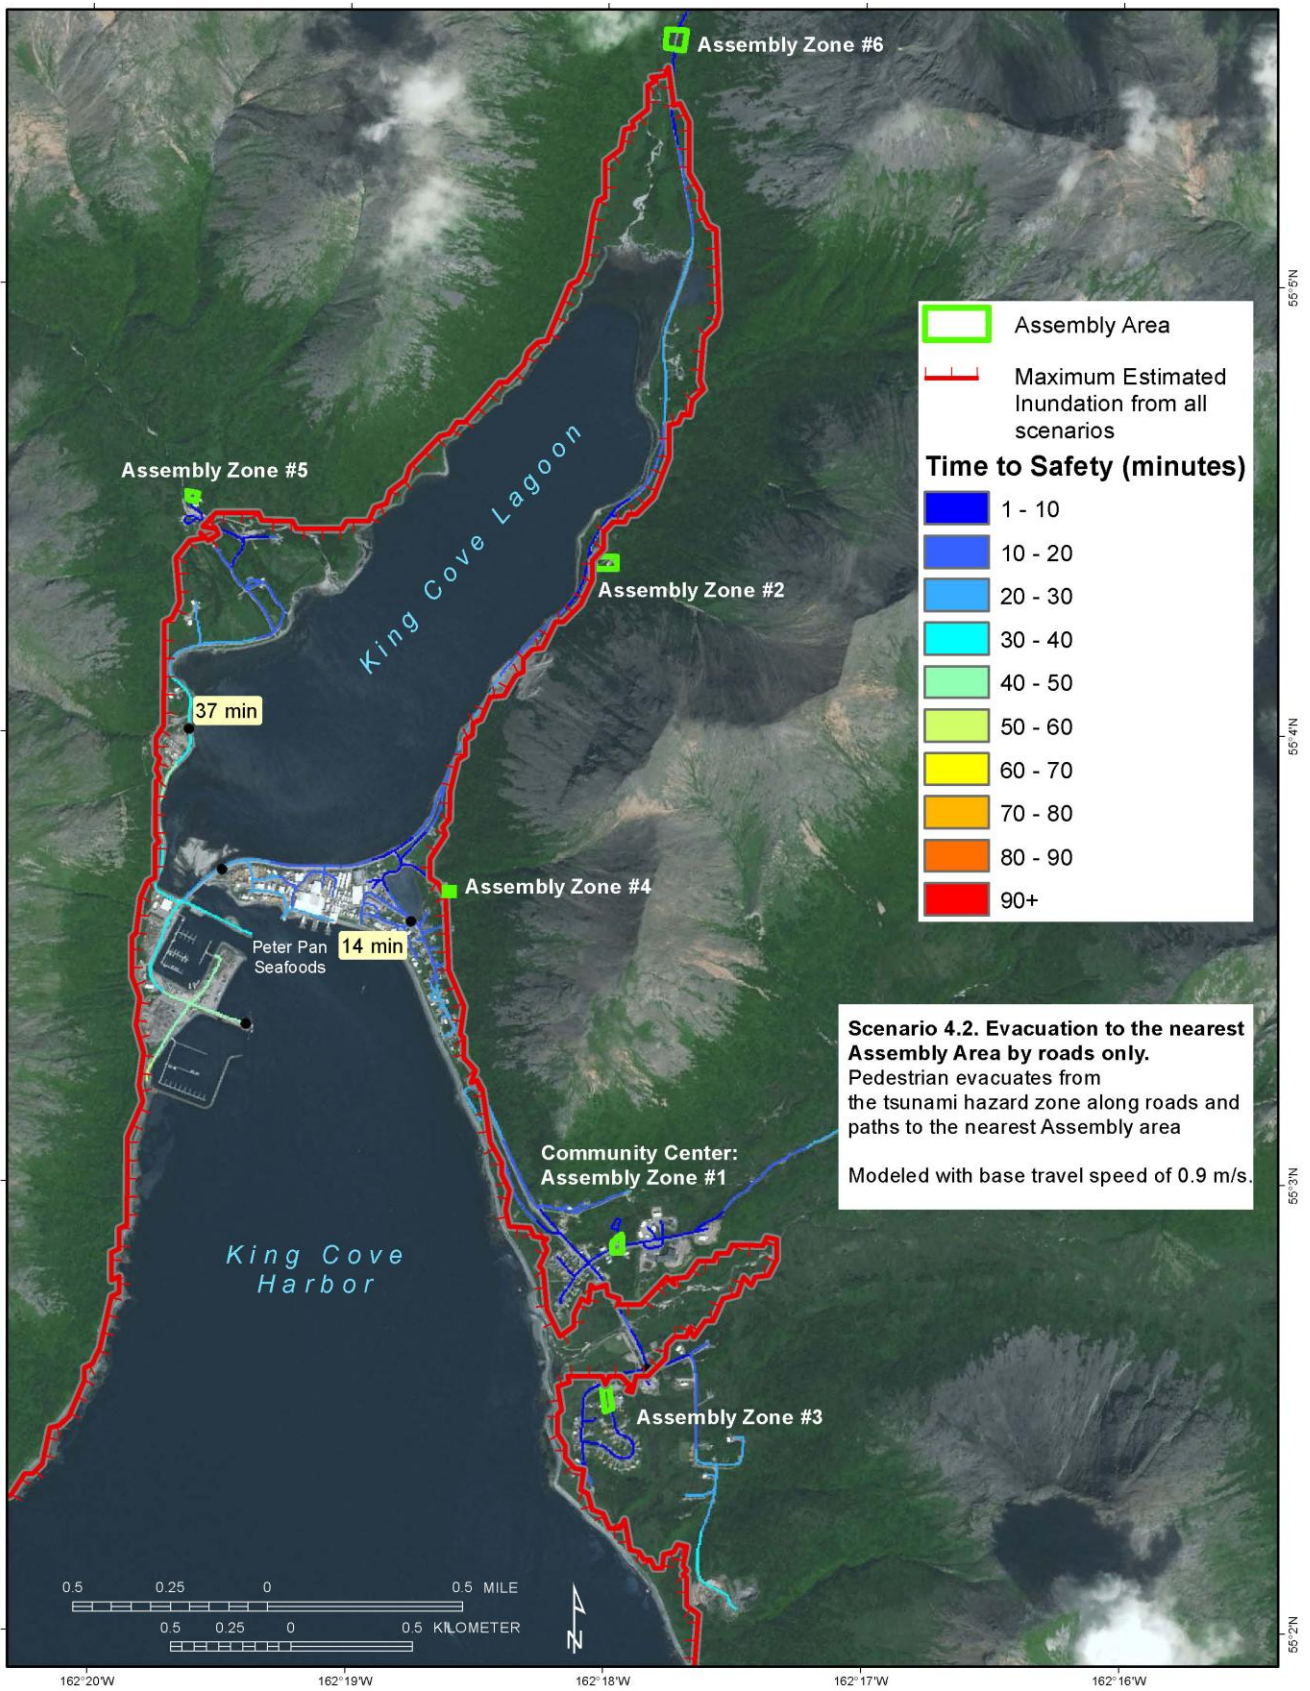 Assembly Zone #6
55°5'N
Assembly Area
Maximum Estimated
Inundation from all
scenarios
Time to Safety (minutes)
1 - 10
10 - 20
20 - 30
30 - 40
40 - 50
50 - 60
60 - 70
70 - 80
80 - 90
90+
Assembly Zone #5
King Cove Lagoon
Assembly Zone #2
37 min
55°4'N
Assembly Zone #4
Peter Pan
Seafoods
14 min
Scenario 4.2. Evacuation to the nearest
Assembly Area by roads only.
Pedestrian evacuates from
the tsunami hazard zone along roads and
paths to the nearest Assembly area
Modeled with base travel speed of 0.9 m/s.
Community Center:
Assembly Zone #1
55°3'N
King Cove
Harbor
Assembly Zone #3
0.5 0.25 0 0.5 MILE
0.5 0.25 0 0.5 KILOMETER
N
55°2'N
162°20'W 162°19'W 162°18'W 162°17'W 162°16'W